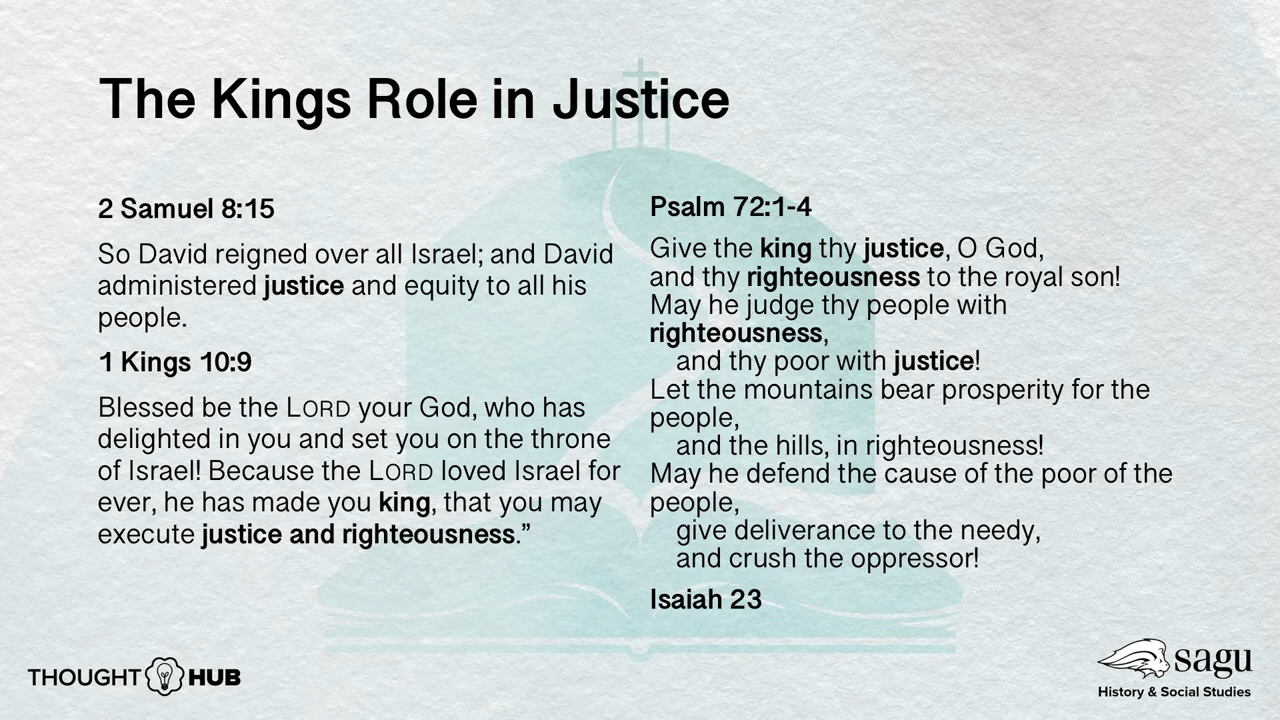 The Kings Role in Justice
2 Samuel 8:15
So David reigned over all Israel; and David
administered justice and equity to all his
people.
1 Kings 10:9
Blessed be the LORD your God, who has
delighted in you and set you on the throne
of Israel! Because the LORD loved Israel for
ever, he has made you king, that you may
execute justice and righteousness.”
Psalm 72:1-4
Give the king thy justice, O God,
and thy righteousness to the royal son!
May he judge thy people with
righteousness,
and thy poor with justice!
Let the mountains bear prosperity for the
people,
and the hills, in righteousness!
May he defend the cause of the poor of the
people,
give deliverance to the needy,
and crush the oppressor!
Isaiah 23
THOUGHT HUB
sagu
History & Social Studies